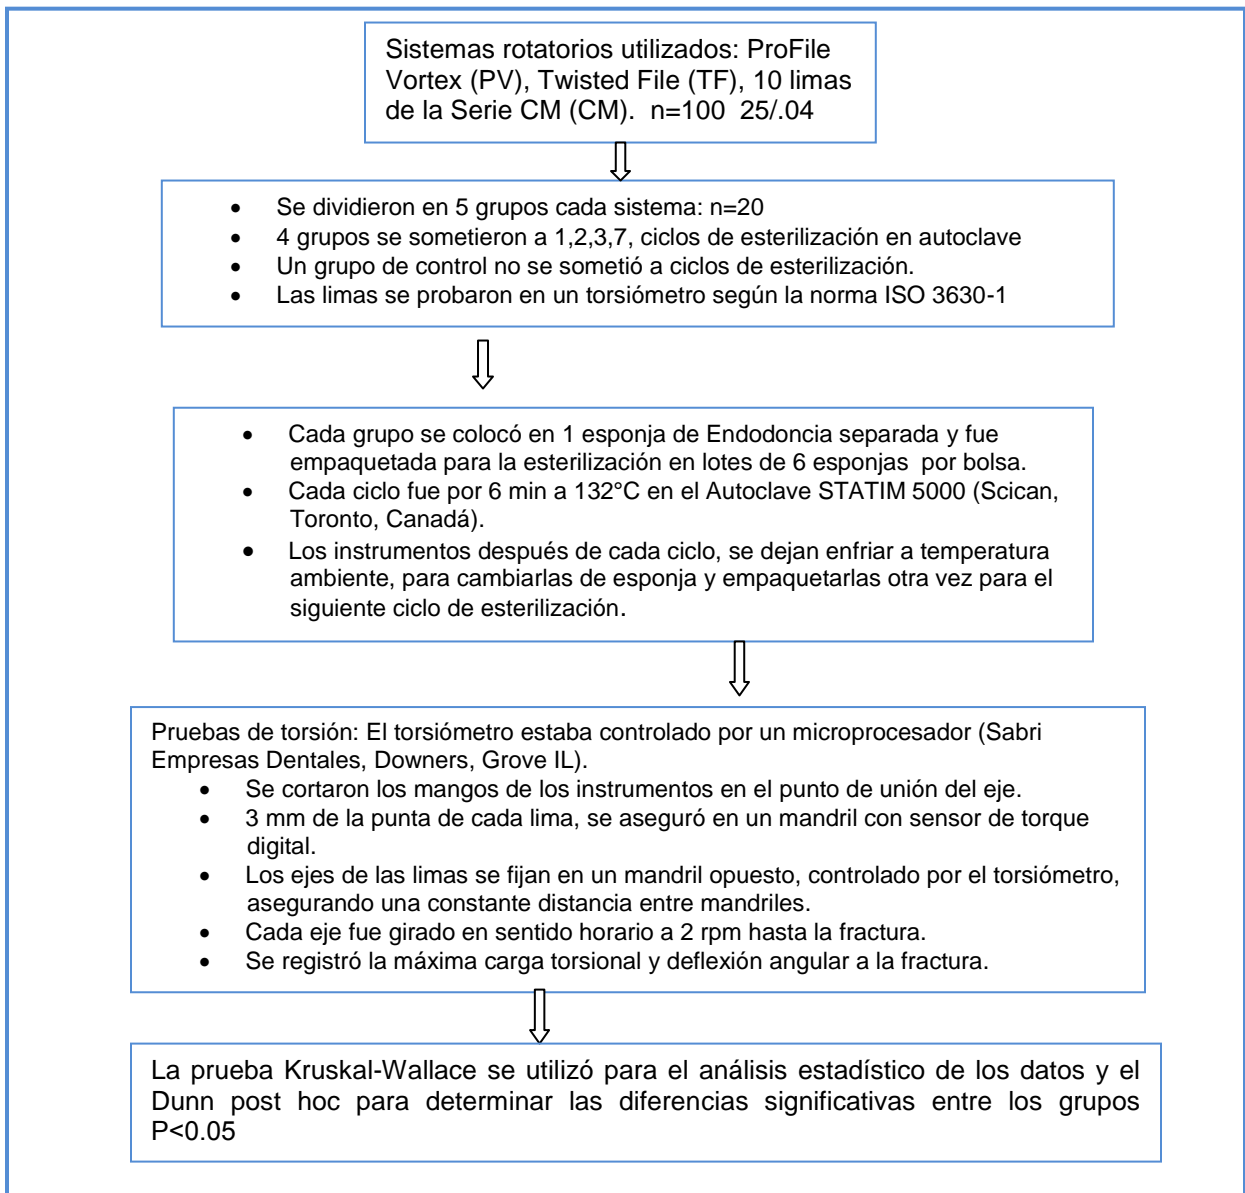 Sistemas rotatorios utilizados: ProFile
Vortex (PV), Twisted File (TF), 10 limas
de la Serie CM (CM).  n=100  25/.04
• Se dividieron en 5 grupos cada sistema: n=20
• 4 grupos se sometieron a 1,2,3,7, ciclos de esterilización en autoclave
• Un grupo de control no se sometió a ciclos de esterilización.
• Las limas se probaron en un torsiómetro según la norma ISO 3630-1
• Cada grupo se colocó en 1 esponja de Endodoncia separada y fue
empaquetada para la esterilización en lotes de 6 esponjas  por bolsa.
• Cada ciclo fue por 6 min a 132°C en el Autoclave STATIM 5000 (Scican,
Toronto, Canadá).
• Los instrumentos después de cada ciclo, se dejan enfriar a temperatura
ambiente, para cambiarlas de esponja y empaquetarlas otra vez para el
siguiente ciclo de esterilización.
Pruebas de torsión: El torsiómetro estaba controlado por un microprocesador (Sabri
Empresas Dentales, Downers, Grove IL).
• Se cortaron los mangos de los instrumentos en el punto de unión del eje.
• 3 mm de la punta de cada lima, se aseguró en un mandril con sensor de torque
digital.
• Los ejes de las limas se fijan en un mandril opuesto, controlado por el torsiómetro,
asegurando una constante distancia entre mandriles.
• Cada eje fue girado en sentido horario a 2 rpm hasta la fractura.
• Se registró la máxima carga torsional y deflexión angular a la fractura.
La prueba Kruskal-Wallace se utilizó para el análisis estadístico de los datos y el
Dunn post hoc para determinar las diferencias significativas entre los grupos
P<0.05